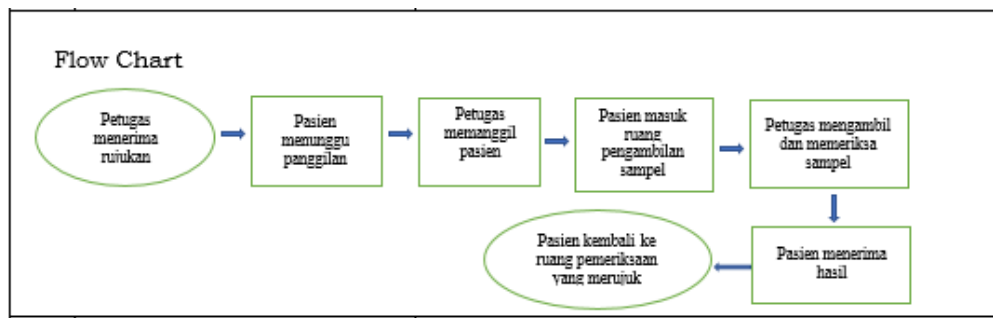 Flow Chart
Petugas
menerima
rujukan
Pasien
menunggu
panggilan
Petugas
memanggil
pasien
Pasien masuk
ruang
pengambilan
sampel
Petugas mengambil
dan memeriksa
sampel
Pasien menerima
hasil
Pasien kembali ke
ruang pemeriksaan
yang merujuk